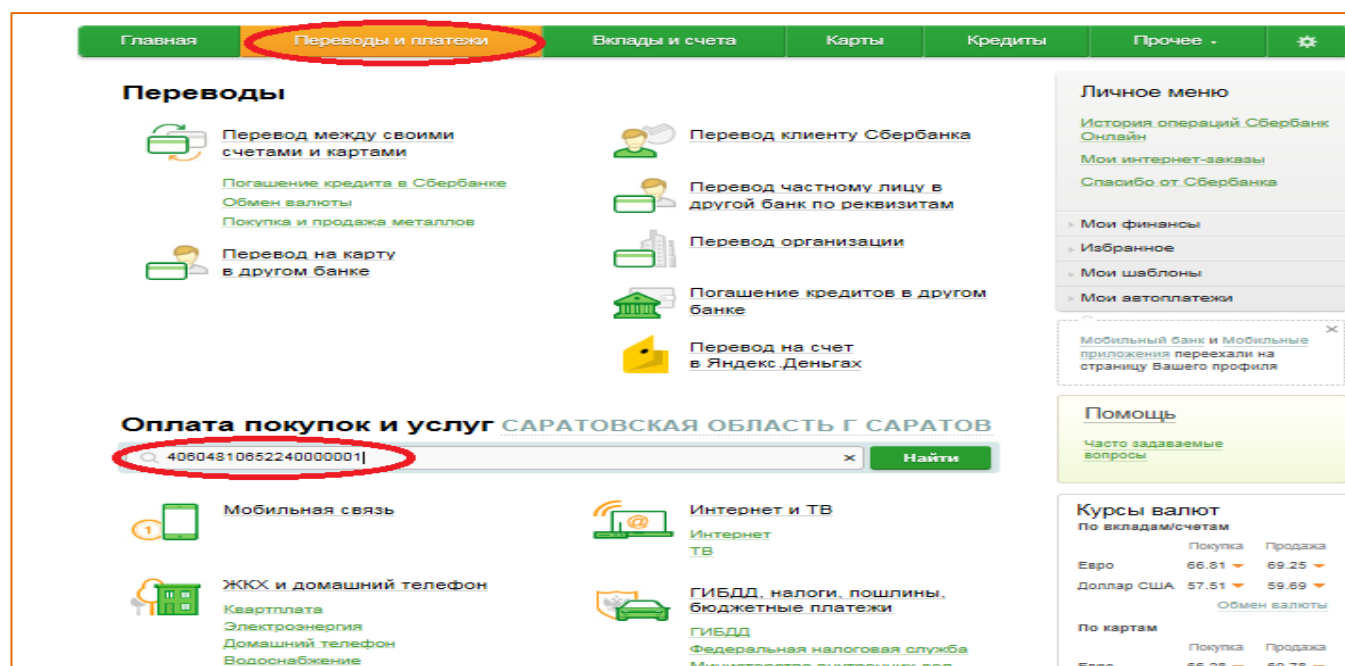 Главная Переводы и платежи Вклады и счета Карты Кредиты Прочее
Переводы
Перевод между своими
счетами и картами
Погашение кредита в Сбербанке
Обмен валюты
Покупка и продажа металлов
Перевод на карту
в другом банке
Перевод клиенту Сбербанка
Перевод частному лицу в
другой банк по реквизитам
Перевод организации
Погашение кредитов в другом
банке
Перевод на счет
в Яндекс.Деньгах
Оплата покупок и услуг САРАТОВСКАЯ ОБЛАСТЬ Г САРАТОВ
40604810652240000001 × Найти
Мобильная связь
ЖКХ и домашний телефон
Квартплата
Электроэнергия
Домашний телефон
Водоснабжение
Интернет и ТВ
Интернет
ТВ
ГИБДД, налоги, пошлины,
бюджетные платежи
ГИБДД
Федеральная налоговая служба
Министерство внутренних дел
Личное меню
История операций Сбербанк
Онлайн
Мои интернет-заказы
Спасибо от Сбербанка
Мои финансы
Избранное
Мои шаблоны
Мои автоплатежи
Мобильный банк и Мобильные
приложения переехали на
страницу Вашего профиля
Помощь
Часто задаваемые
вопросы
Курсы валют
По вкладам/счетам
Покупка Продажа
Евро 66.81 69.25
Доллар США 57.51 59.69
Обмен валюты
По картам
Покупка Продажа
Евро